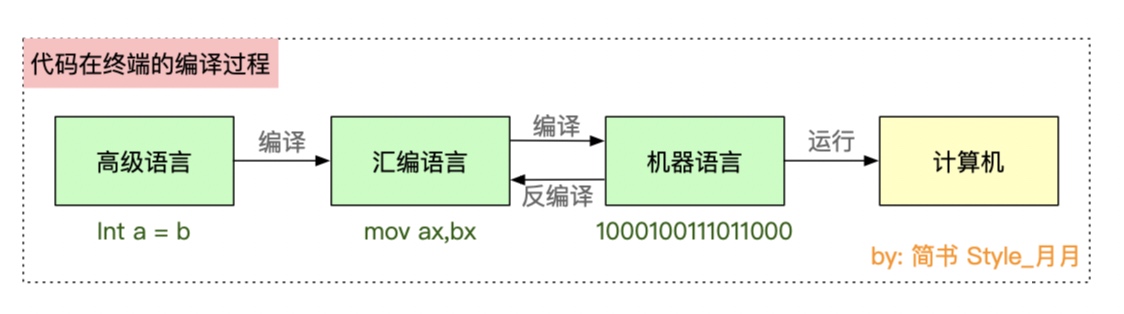 代码在终端的编译过程
高级语言
编译
汇编语言
编译
反编译
机器语言
运行
计算机
Int a = b
mov ax,bx
1000100111011000
by: 简书 Style_月月